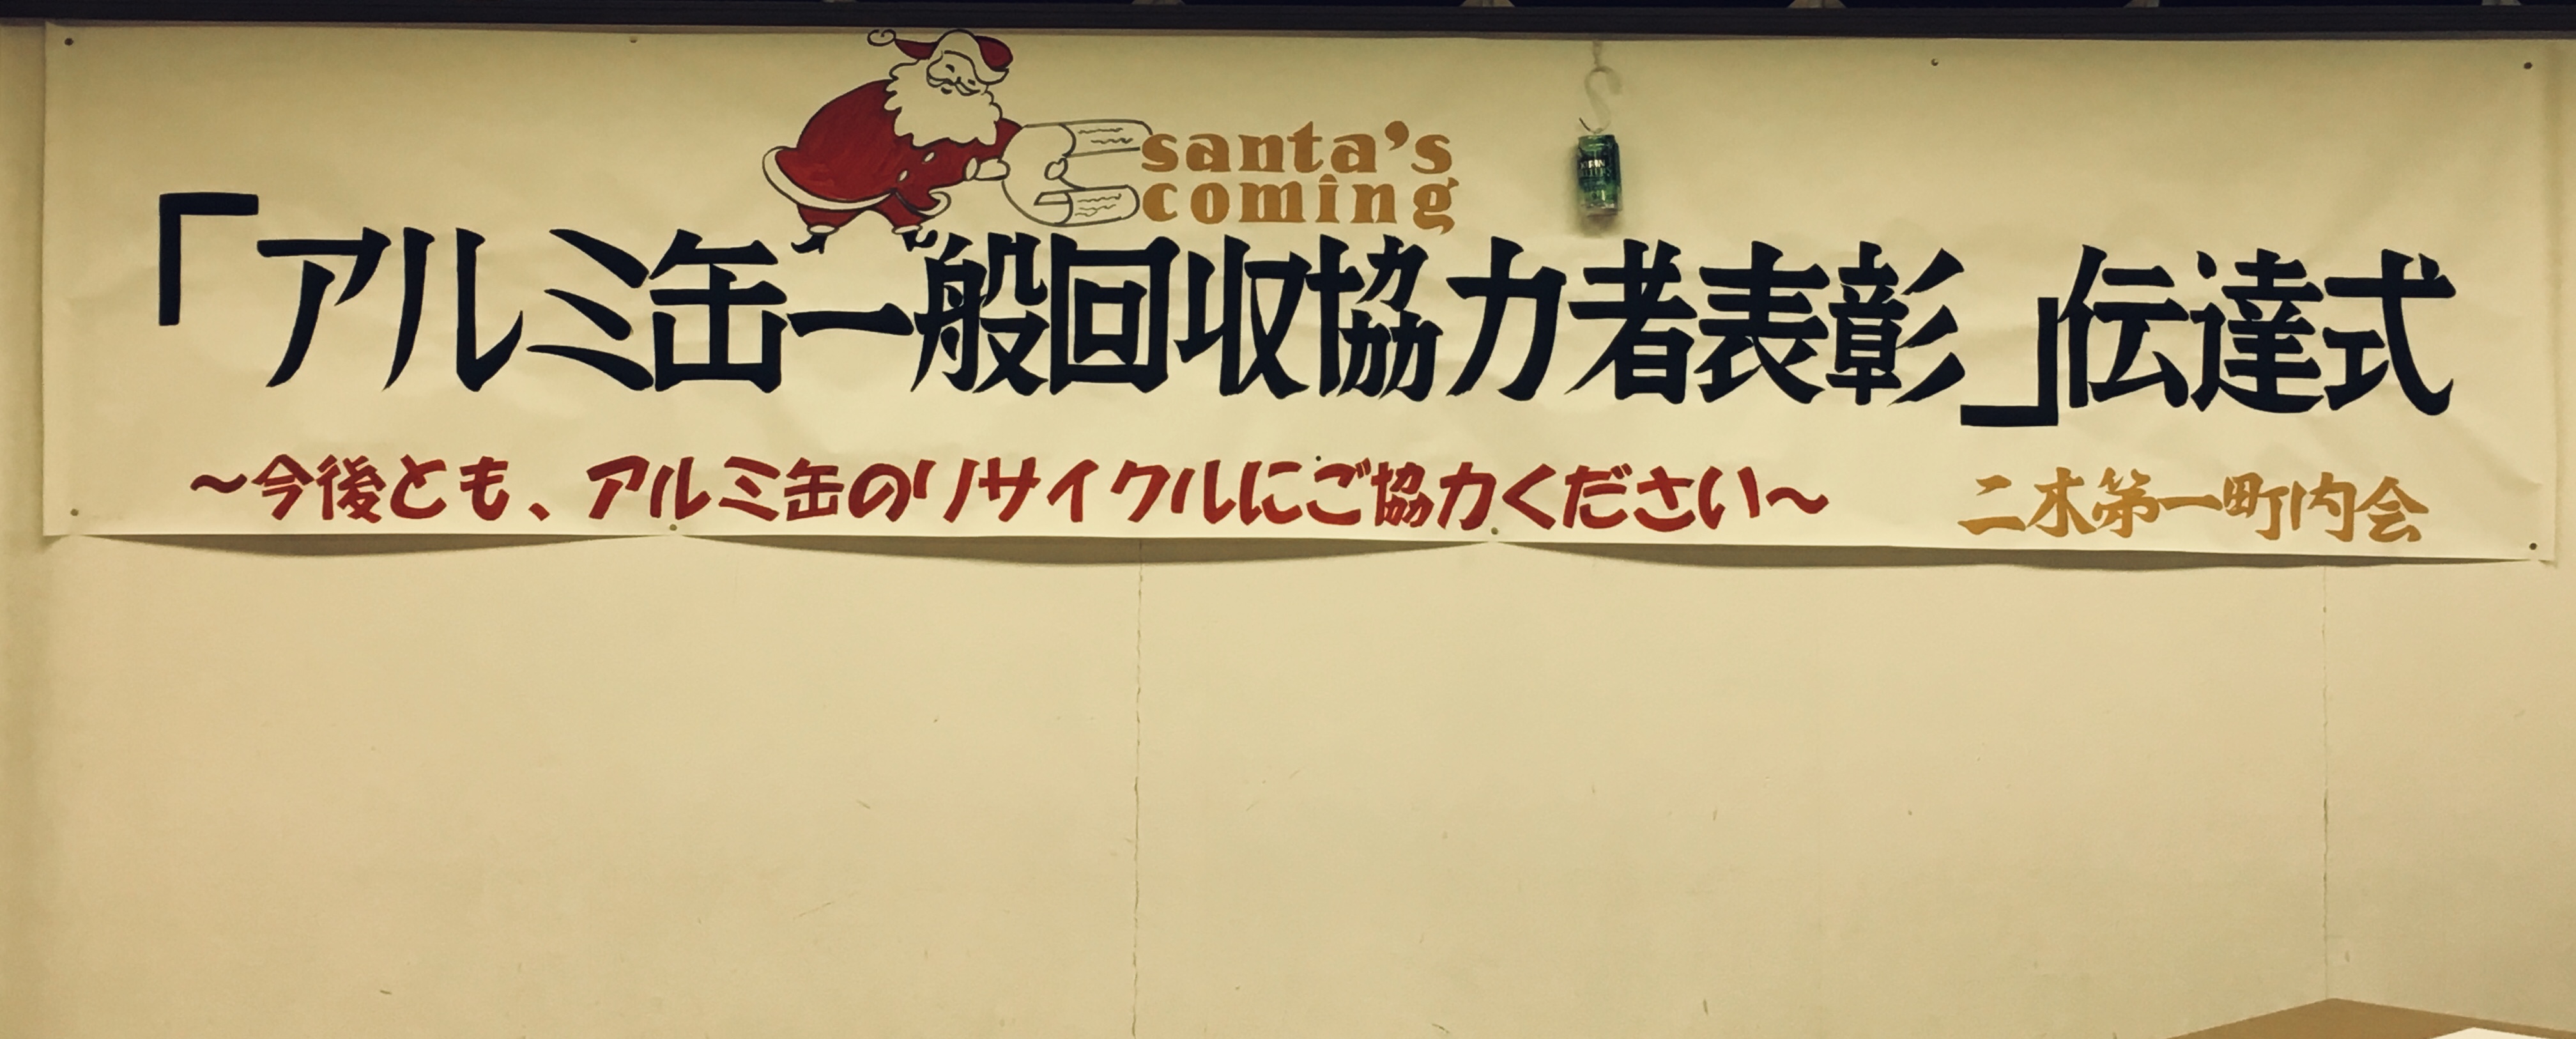 santa's
coming
「アルミ缶一般回収協力者表彰」伝達式
～今後とも、アルミ缶のリサイクルにご協力ください～
二木第一町内会